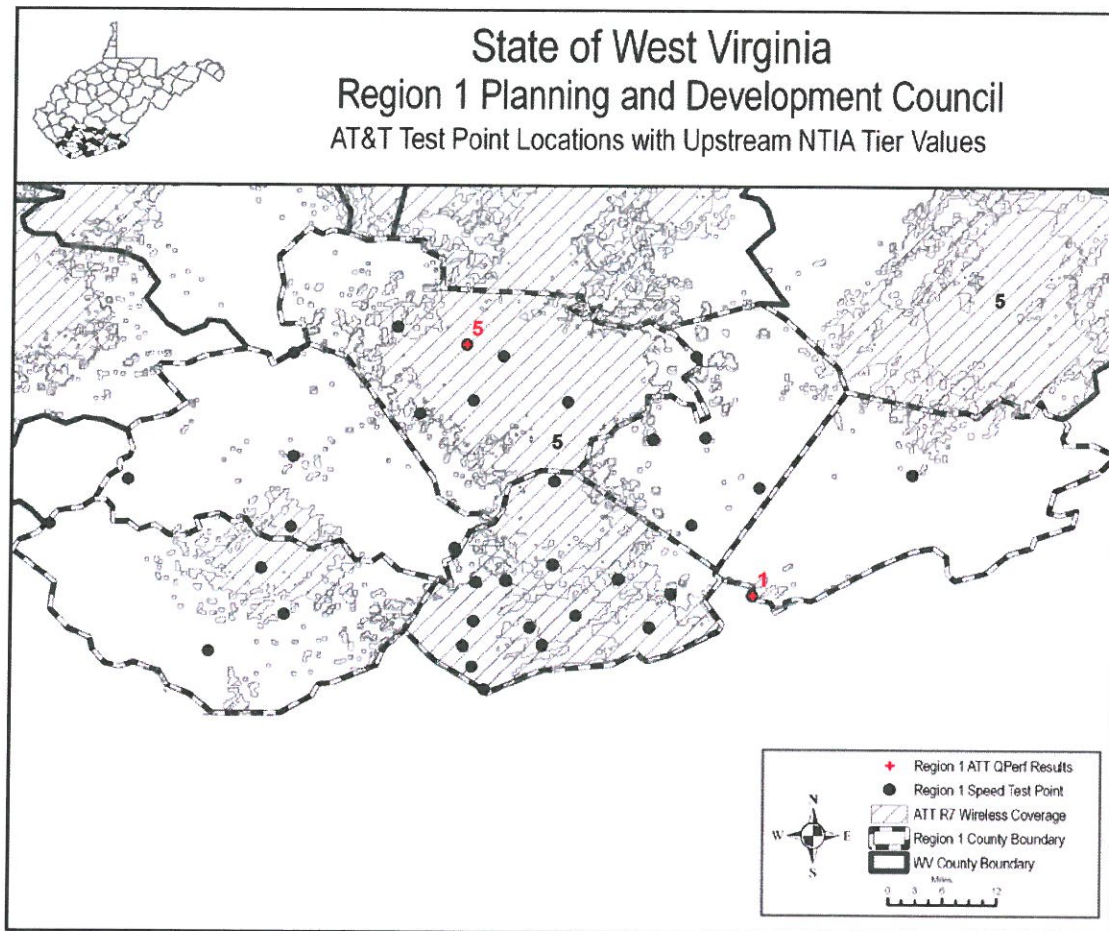 State of West Virginia
Region 1 Planning and Development Council
AT&T Test Point Locations with Upstream NTIA Tier Values
5
5
5
1
Region 1 ATT QPerf Results
Region 1 Speed Test Point
ATT R7 Wireless Coverage
Region 1 County Boundary
WV County Boundary
Miles
0 3 6 12
N
W E
S